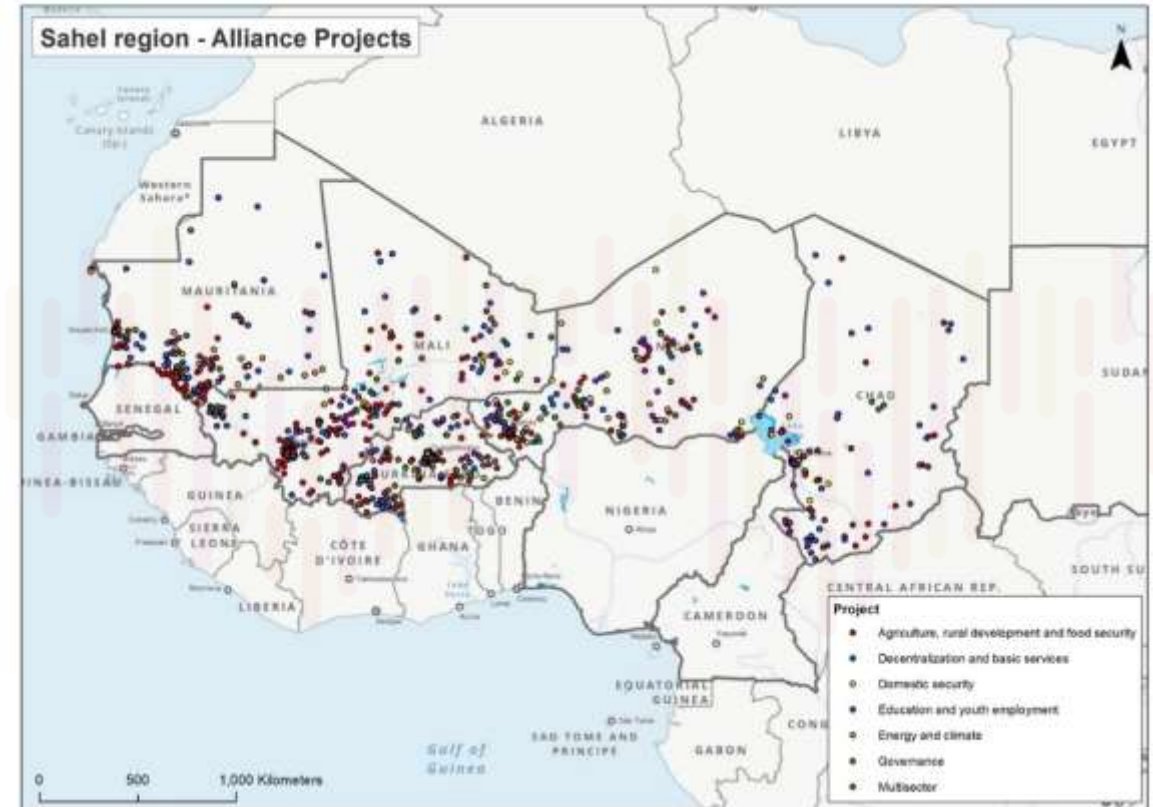 Sahel region - Alliance Projects
N
ALGERIA
LIBYA
EGYPT
Canary Islands
(Sp.)
Western
Sahara*
MAURITANIA
MALI
CHAD
SUDAN
SENEGAL
GAMBIA
GUINEA
SIERRA
LEONE
LIBERIA
CÔTE
D'IVOIRE
GHANA
TOGO
BENIN
NIGERIA
CENTRAL AFRICAN REP.
SOUTH SU
CAMEROON
EQUATORIAL
GUINEA
SAO TOME AND
PRINCIPE
GABON
CONG
Gulf of
Guinea
Project
Agriculture, rural development and food security
Decentralization and basic services
Domestic security
Education and youth employment
Energy and climate
Governance
Multisector
0 500 1,000 Kilometers